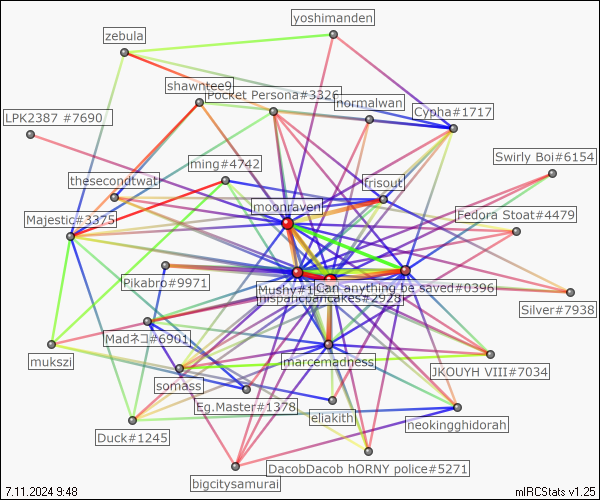 yoshimanden
zebula
shawntee9
Pocket Persona#3326
normalwan
LPK2387 #7690
Cypha#1717
ming#4742
Swirly Boi#6154
thesecondtwat
frisout
moonraven
Majestic#3375
Fedora Stoat#4479
Pikabro#9971
Mushy#1
Can anything be saved#0396
hispanicpancakes#2928
Silver#7938
Madネコ#6901
mukszi
marcemadness
JKOUYH VIII#7034
somass
Eg.Master#1378
eliakith
neokingghidorah
Duck#1245
DacobDacob hORNY police#5271
bigcitysamurai
7.11.2024 9:48
mIRCStats v1.25